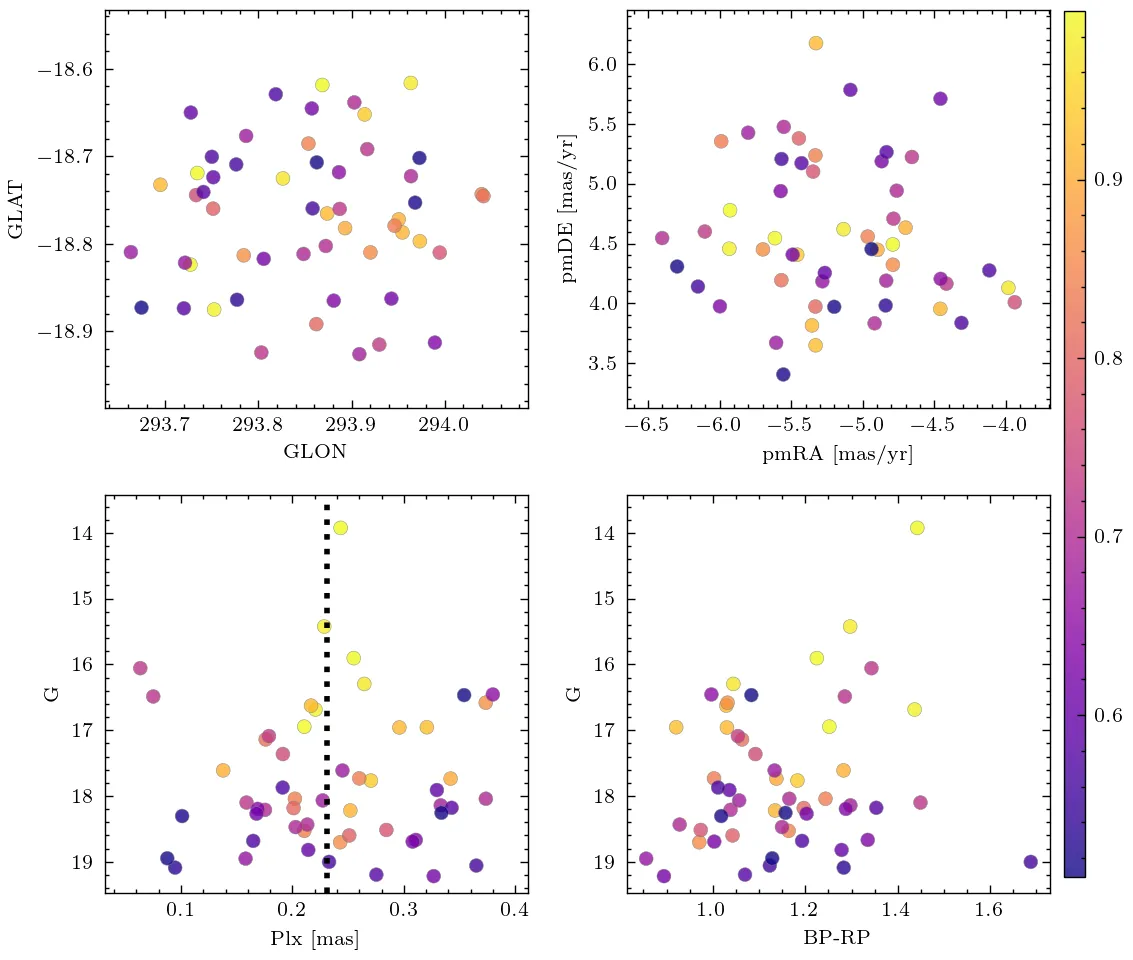 −18.6
−18.7
−18.8
−18.9
GLAT
293.7 293.8 293.9 294.0
GLON
6.0
5.5
5.0
4.5
4.0
3.5
pmDE [mas/yr]
−6.5 −6.0 −5.5 −5.0 −4.5 −4.0
pmRA [mas/yr]
14
15
16
17
18
19
G
0.1 0.2 0.3 0.4
Plx [mas]
14
15
16
17
18
19
G
1.0 1.2 1.4 1.6
BP-RP
0.9
0.8
0.7
0.6